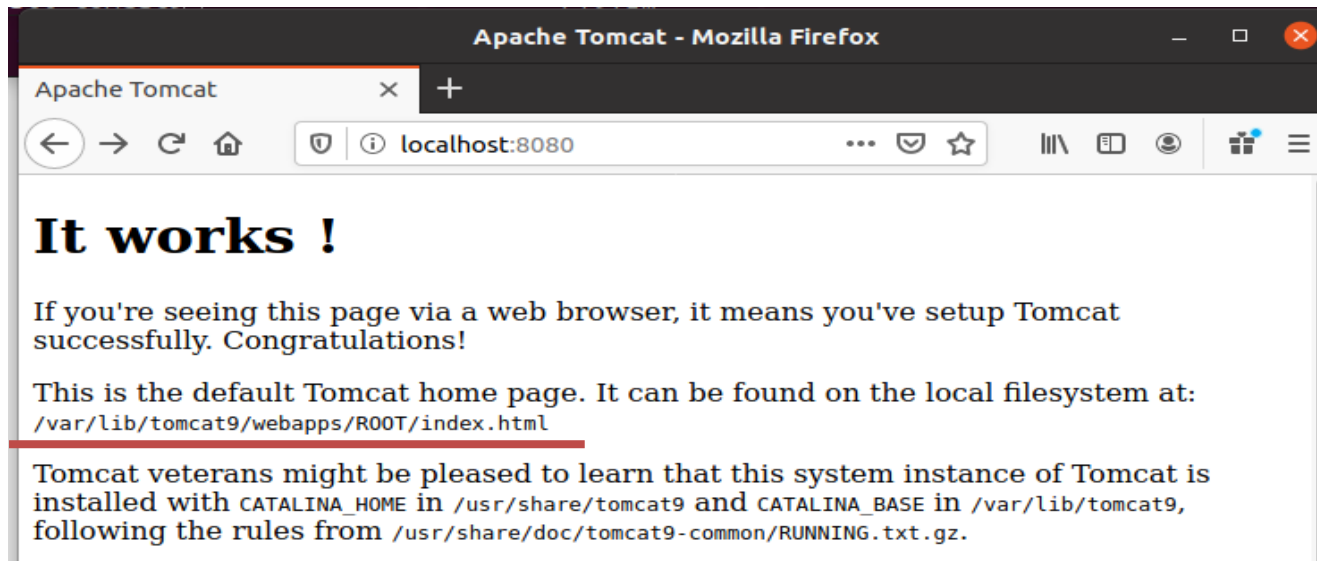 Apache Tomcat - Mozilla Firefox
Apache Tomcat
localhost:8080
It works !
If you're seeing this page via a web browser, it means you've setup Tomcat
successfully. Congratulations!
This is the default Tomcat home page. It can be found on the local filesystem at:
/var/lib/tomcat9/webapps/ROOT/index.html
Tomcat veterans might be pleased to learn that this system instance of Tomcat is
installed with CATALINA_HOME in /usr/share/tomcat9 and CATALINA_BASE in /var/lib/tomcat9,
following the rules from /usr/share/doc/tomcat9-common/RUNNING.txt.gz.